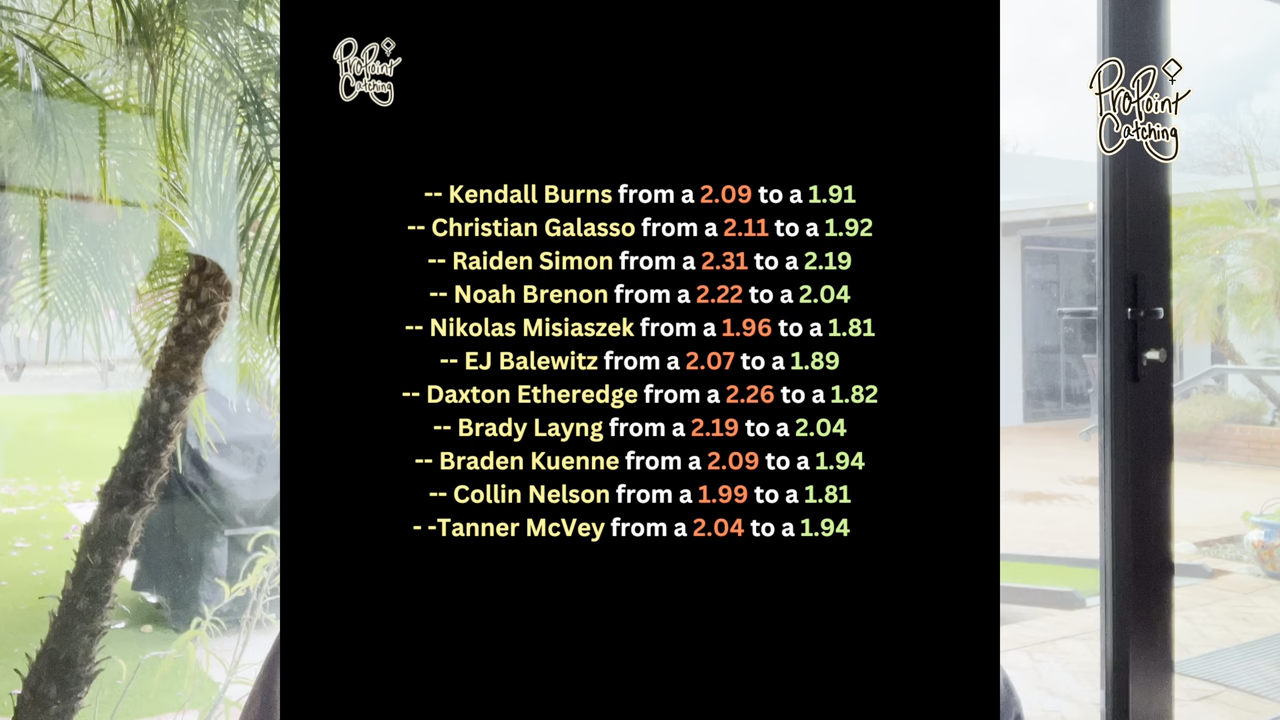 ProPoint
Catching
ProPoint
Catching
-- Kendall Burns from a 2.09 to a 1.91
-- Christian Galasso from a 2.11 to a 1.92
-- Raiden Simon from a 2.31 to a 2.19
-- Noah Brenon from a 2.22 to a 2.04
-- Nikolas Misiaszek from a 1.96 to a 1.81
-- EJ Balewitz from a 2.07 to a 1.89
-- Daxton Etheredge from a 2.26 to a 1.82
-- Brady Layng from a 2.19 to a 2.04
-- Braden Kuenne from a 2.09 to a 1.94
-- Collin Nelson from a 1.99 to a 1.81
- -Tanner McVey from a 2.04 to a 1.94